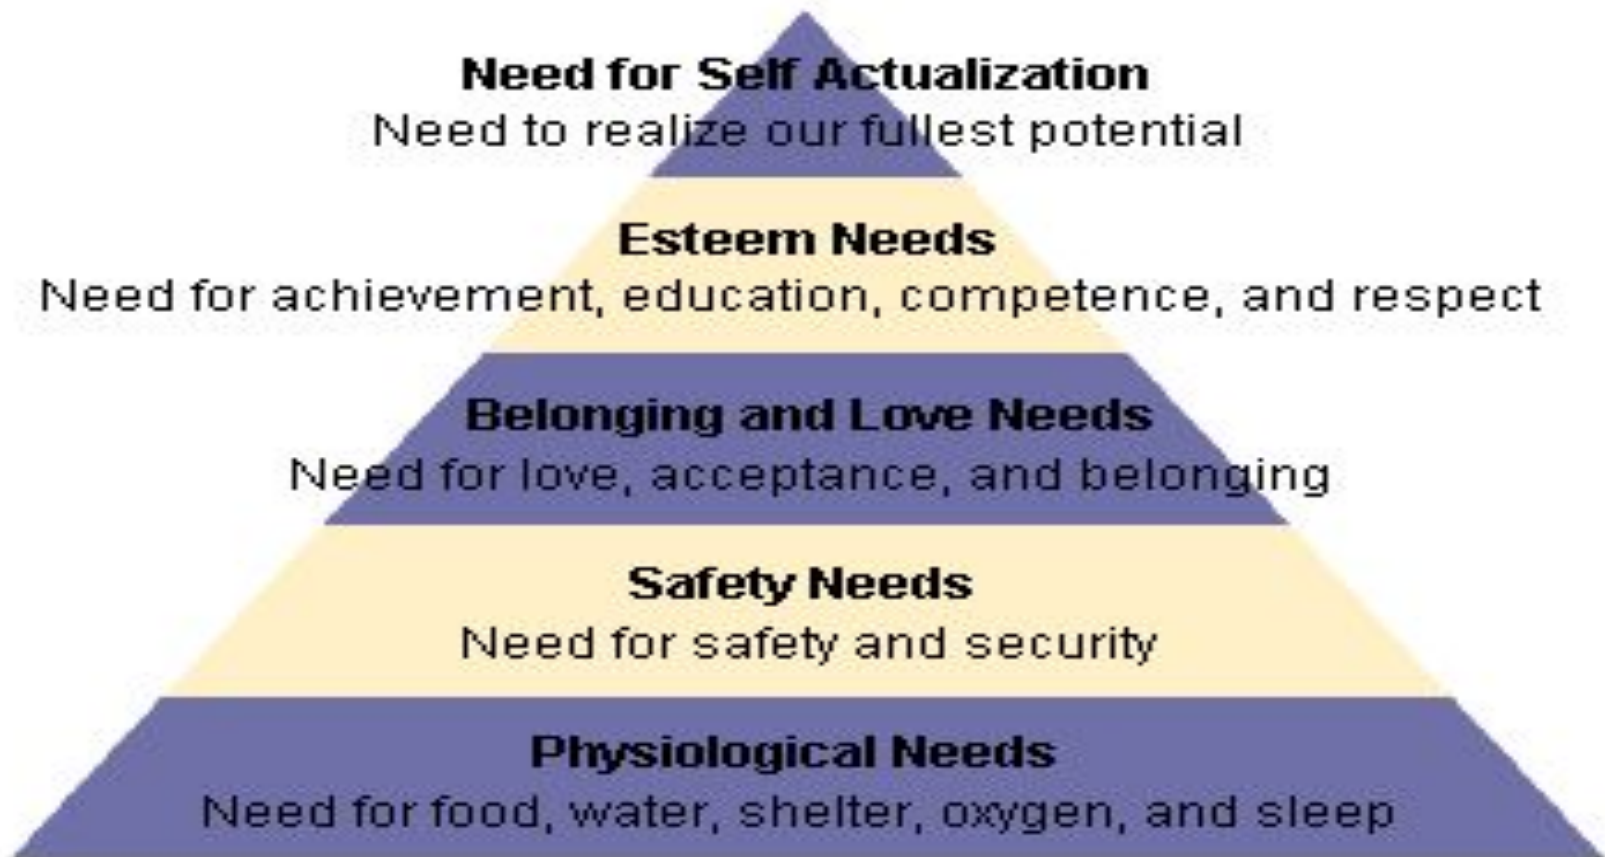 Need for Self Actualization
Need to realize our fullest potential
Esteem Needs
Need for achievement, education, competence, and respect
Belonging and Love Needs
Need for love, acceptance, and belonging
Safety Needs
Need for safety and security
Physiological Needs
Need for food, water, shelter, oxygen, and sleep